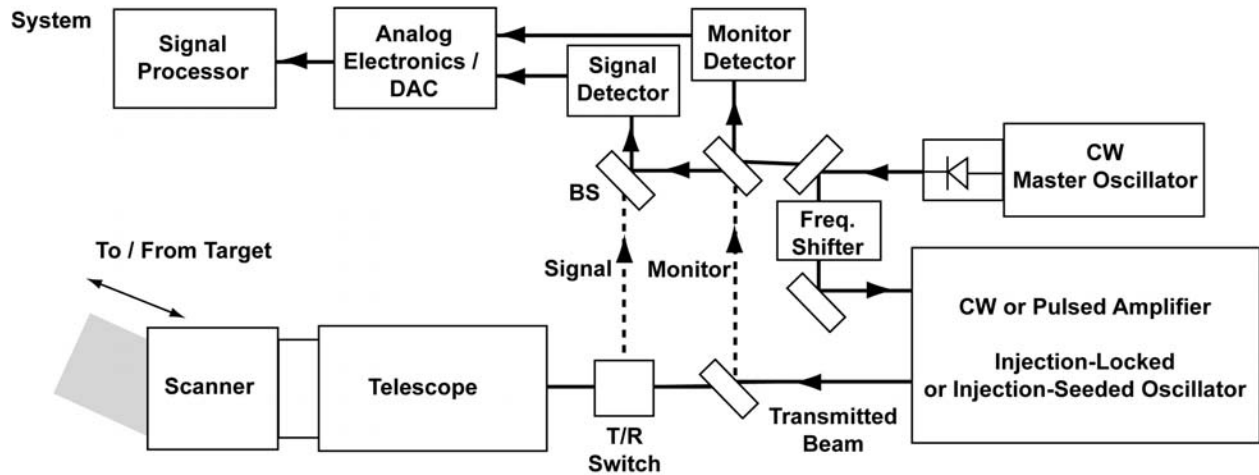 System
Signal
Processor
Analog
Electronics /
DAC
Signal
Detector
Monitor
Detector
CW
Master Oscillator
BS
Freq.
Shifter
To / From Target
Signal
Monitor
CW or Pulsed Amplifier
Injection-Locked
or Injection-Seeded Oscillator
Scanner
Telescope
T/R
Switch
Transmitted
Beam